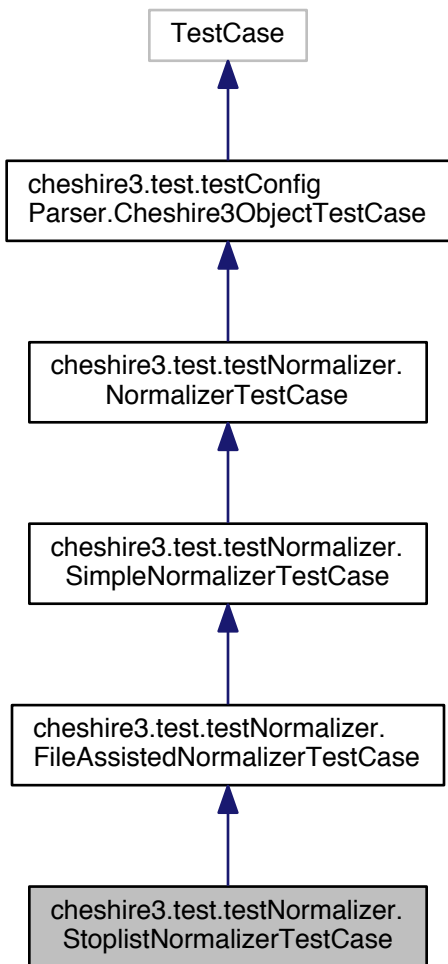 TestCase
cheshire3.test.testConfig
Parser.Cheshire3ObjectTestCase
cheshire3.test.testNormalizer.
NormalizerTestCase
cheshire3.test.testNormalizer.
SimpleNormalizerTestCase
cheshire3.test.testNormalizer.
FileAssistedNormalizerTestCase
cheshire3.test.testNormalizer.
StoplistNormalizerTestCase